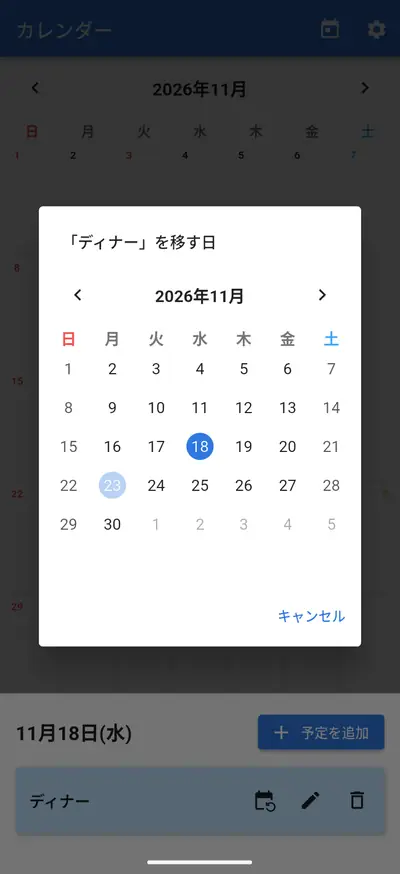 カレンダー
2026年11月
日 月 火 水 木 金 土
1 2 3 4 5 6 7
8
15
22
29
「ディナー」を移す日
2026年11月
日 月 火 水 木 金 土
1 2 3 4 5 6 7
8 9 10 11 12 13 14
15 16 17 18 19 20 21
22 23 24 25 26 27 28
29 30 1 2 3 4 5
キャンセル
11月18日(水)
予定を追加
ディナー